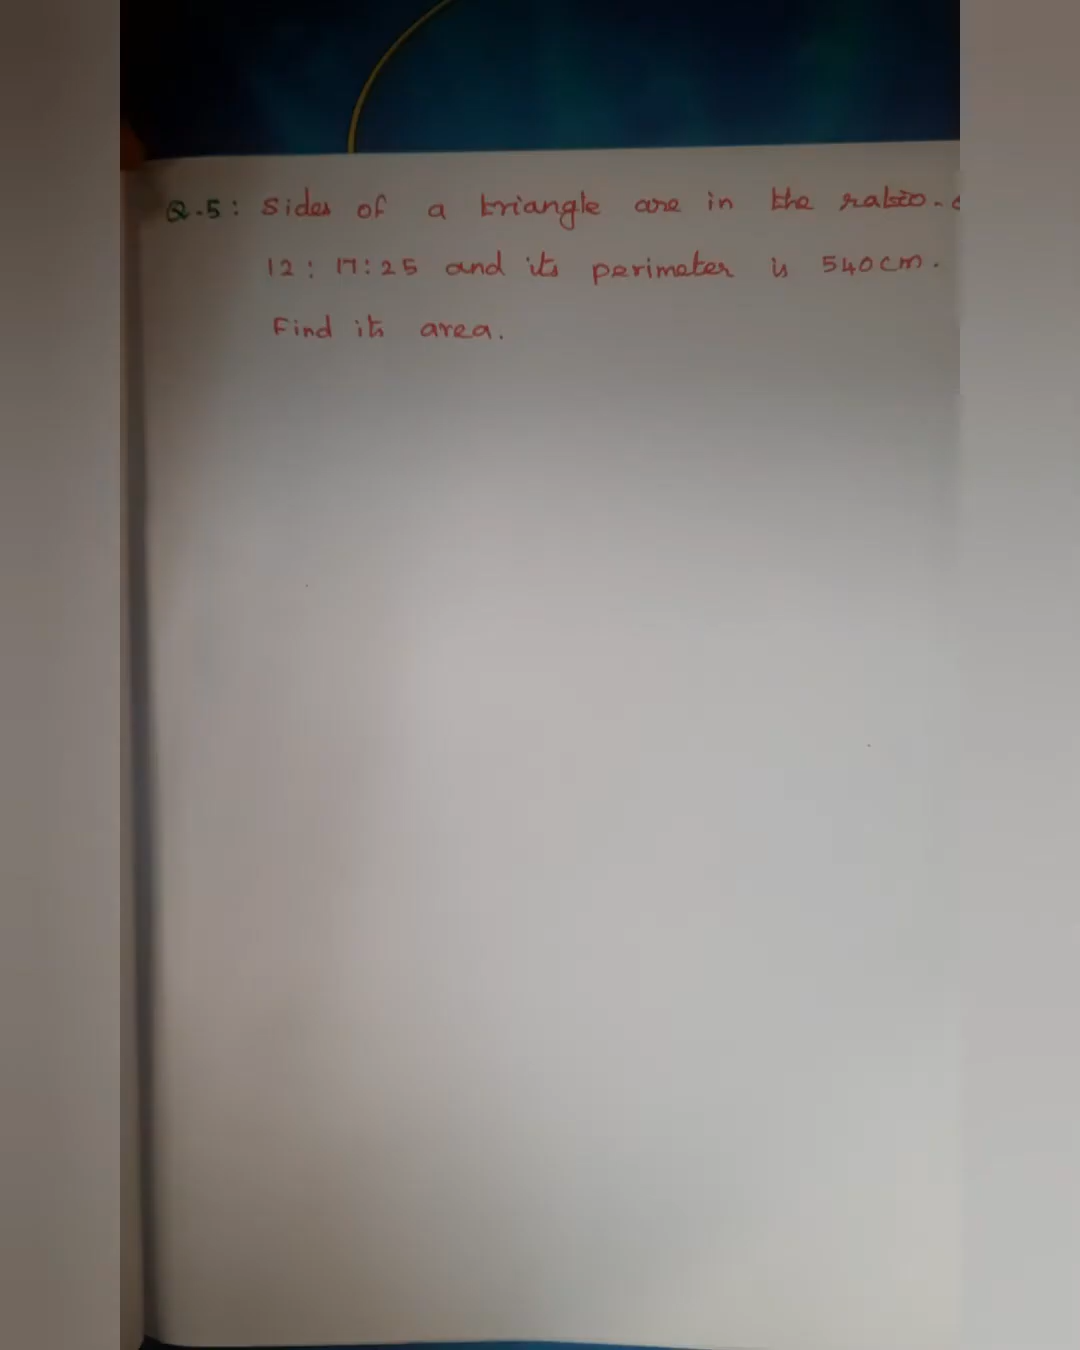 Q.5: Sides of a triangle are in the ratio.
12: 17:25 and its perimeter is 540cm.
Find its area.